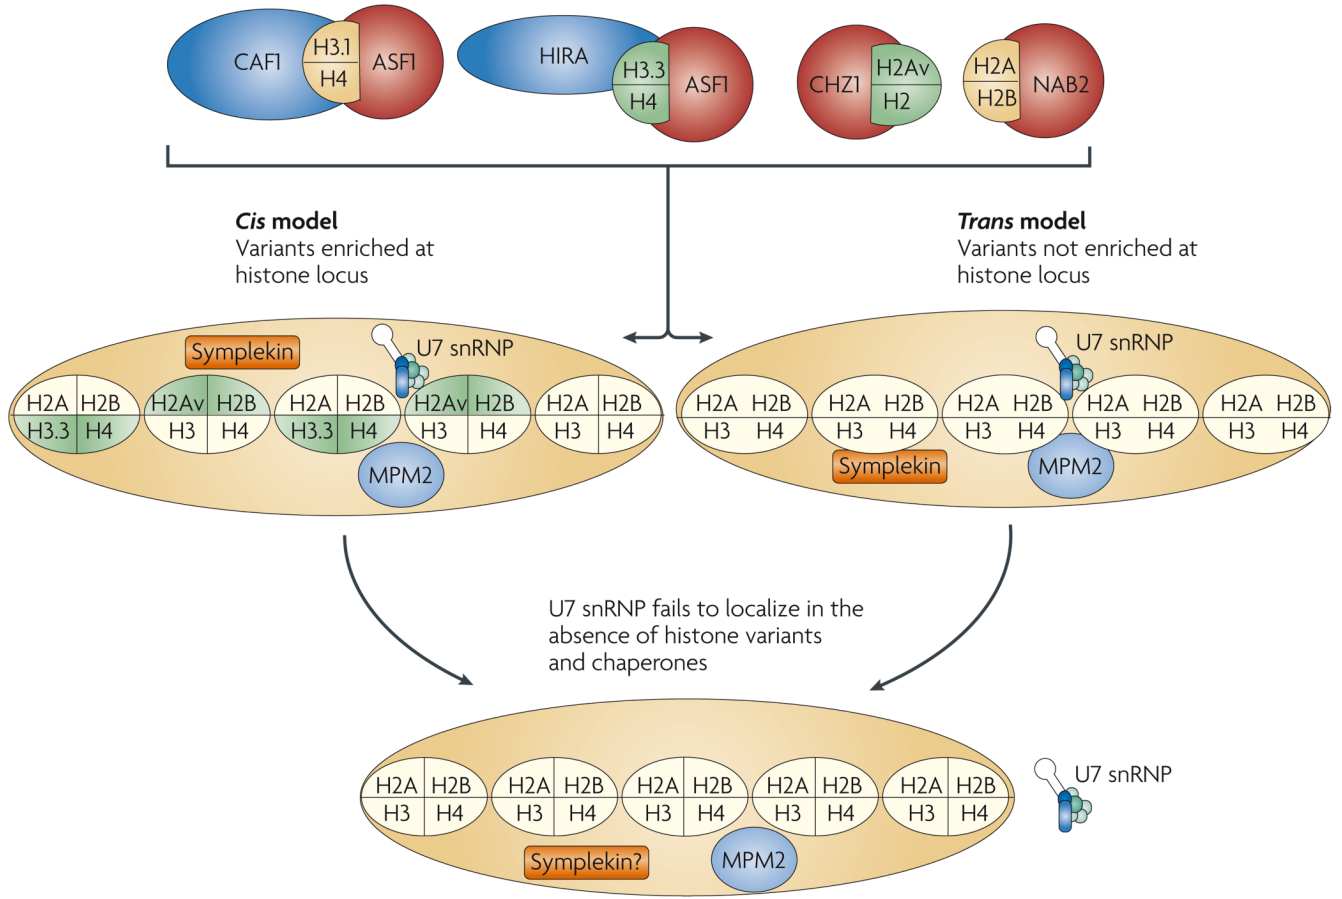 CAF1
H3.1
H4
ASF1
HIRA
H3.3
H4
ASF1
CHZ1
H2Av
H2
H2A
H2B
NAB2
Cis model
Variants enriched at
histone locus
Trans model
Variants not enriched at
histone locus
Symplekin
U7 snRNP
H2A H2B H2Av H2B H2A H2B H2Av H2B H2A H2B
H3.3 H4 H3 H4 H3.3 H4 H3 H4 H3 H4
MPM2
U7 snRNP
H2A H2B H2A H2B H2A H2B H2A H2B H2A H2B
H3 H4 H3 H4 H3 H4 H3 H4 H3 H4
Symplekin
MPM2
U7 snRNP fails to localize in the
absence of histone variants
and chaperones
H2A H2B H2A H2B H2A H2B H2A H2B H2A H2B
H3 H4 H3 H4 H3 H4 H3 H4 H3 H4
Symplekin?
MPM2
U7 snRNP